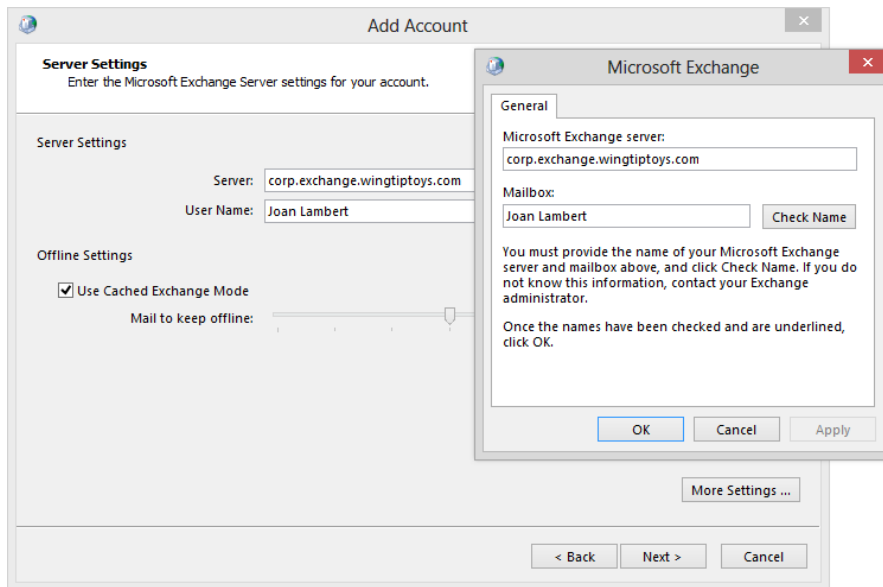 Add Account
Server Settings
Enter the Microsoft Exchange Server settings for your account.
Server Settings
Server: corp.exchange.wingtiptoys.com
User Name: Joan Lambert
Offline Settings
Use Cached Exchange Mode
Mail to keep offline:
More Settings ...
< Back Next > Cancel
Microsoft Exchange
General
Microsoft Exchange server:
corp.exchange.wingtiptoys.com
Mailbox:
Joan Lambert Check Name
You must provide the name of your Microsoft Exchange
server and mailbox above, and click Check Name. If you do
not know this information, contact your Exchange
administrator.
Once the names have been checked and are underlined,
click OK.
OK Cancel Apply